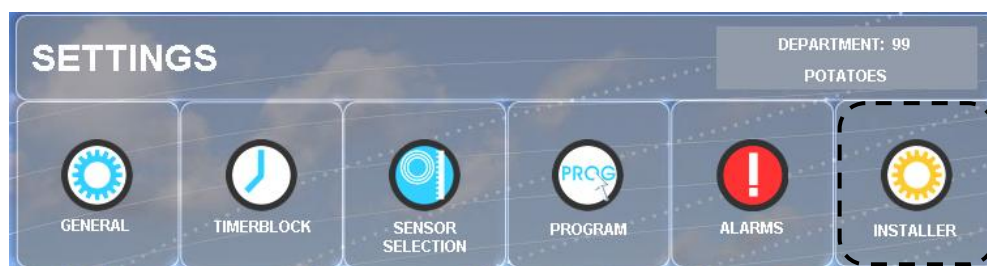 SETTINGS
DEPARTMENT: 99
POTATOES
GENERAL
TIMERBLOCK
SENSOR
SELECTION
PROG
PROGRAM
ALARMS
INSTALLER